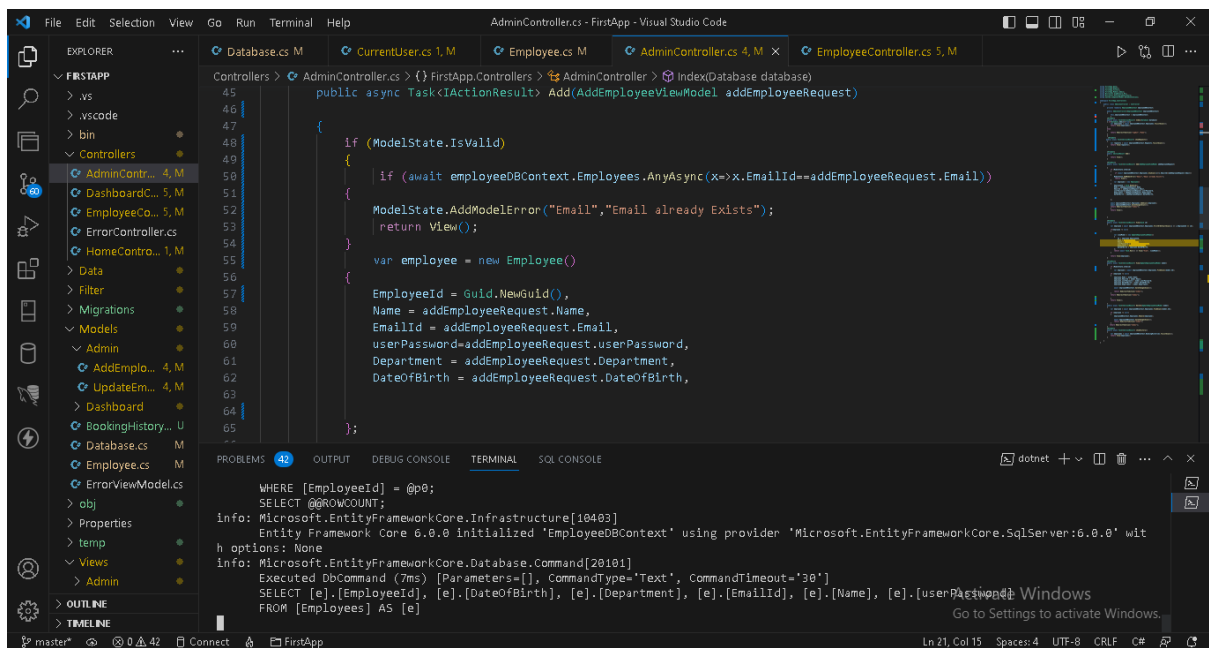 File Edit Selection View Go Run Terminal Help AdminController.cs - FirstApp - Visual Studio Code
EXPLORER ...
FIRSTAPP
.vs
.vscode
bin
Controllers
AdminContr... 4, M
DashboardC... 5, M
EmployeeCo... 5, M
ErrorController.cs
HomeContro... 1, M
Data
Filter
Migrations
Models
Admin
AddEmplo... 4, M
UpdateEm... 4, M
Dashboard
BookingHistory... U
Database.cs M
Employee.cs M
ErrorViewModel.cs
obj
Properties
temp
Views
Admin
OUTLINE
TIMELINE
60
Database.cs M CurrentUser.cs 1, M Employee.cs M AdminController.cs 4, M EmployeeController.cs 5, M
Controllers > AdminController.cs > {} FirstApp.Controllers > AdminController > Index(Database database)
45 public async Task<IActionResult> Add(AddEmployeeViewModel addEmployeeRequest)
46
47 {
48 if (ModelState.IsValid)
49 {
50 if (await employeeDBContext.Employees.AnyAsync(x=>x.EmailId==addEmployeeRequest.Email))
51 {
52 ModelState.AddModelError("Email","Email already Exists");
53 return View();
54 }
55 var employee = new Employee()
56 {
57 EmployeeId = Guid.NewGuid(),
58 Name = addEmployeeRequest.Name,
59 EmailId = addEmployeeRequest.Email,
60 userPassword=addEmployeeRequest.userPassword,
61 Department = addEmployeeRequest.Department,
62 DateOfBirth = addEmployeeRequest.DateOfBirth,
63
64
65 };
PROBLEMS 42 OUTPUT DEBUG CONSOLE TERMINAL SQL CONSOLE dotnet
WHERE [EmployeeId] = @p0;
SELECT @@ROWCOUNT;
info: Microsoft.EntityFrameworkCore.Infrastructure[10403]
Entity Framework Core 6.0.0 initialized 'EmployeeDBContext' using provider 'Microsoft.EntityFrameworkCore.SqlServer:6.0.0' wit
h options: None
info: Microsoft.EntityFrameworkCore.Database.Command[20101]
Executed DbCommand (7ms) [Parameters=[], CommandType='Text', CommandTimeout='30']
SELECT [e].[EmployeeId], [e].[DateOfBirth], [e].[Department], [e].[EmailId], [e].[Name], [e].[userPassword]
FROM [Employees] AS [e]
Activate Windows
Go to Settings to activate Windows.
master* 0 42 Connect FirstApp Ln 21, Col 15 Spaces: 4 UTF-8 CRLF C#